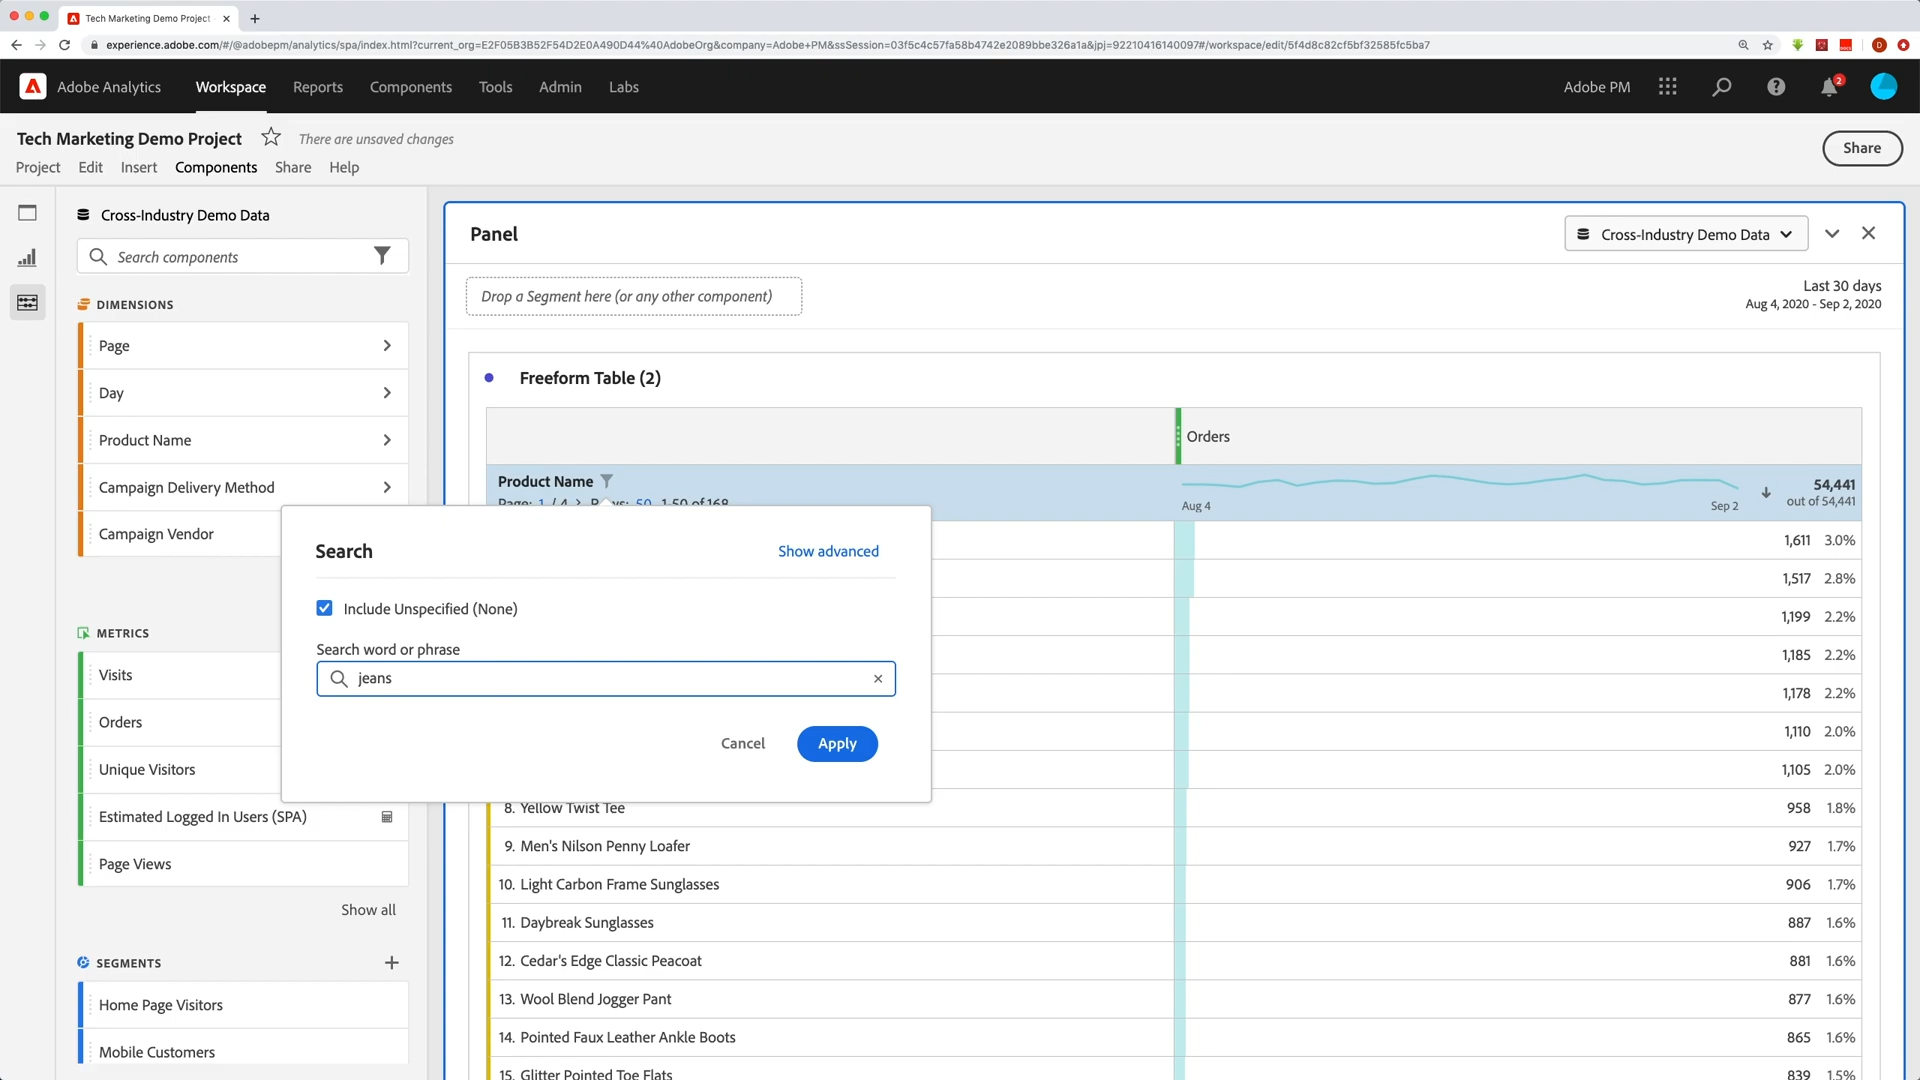 Tech Marketing Demo Project
experience.adobe.com/#/@adobepm/analytics/spa/index.html?current_org=E2F05B3B52F54D2E0A490D44%40AdobeOrg&company=Adobe+PM&ssSession=03f5c4c57fa58b4742e2089bbe326a1a&jpj=92210416140097#/workspace/edit/5f4d8c82cf5bf32585fc5ba7
D
Adobe Analytics
Workspace
Reports
Components
Tools
Admin
Labs
Adobe PM
2
Tech Marketing Demo Project
There are unsaved changes
Share
Project
Edit
Insert
Components
Share
Help
Cross-Industry Demo Data
Search components
DIMENSIONS
Page
Day
Product Name
Campaign Delivery Method
Campaign Vendor
METRICS
Visits
Orders
Unique Visitors
Estimated Logged In Users (SPA)
Page Views
Show all
SEGMENTS
Home Page Visitors
Mobile Customers
Panel
Cross-Industry Demo Data
Drop a Segment here (or any other component)
Last 30 days
Aug 4, 2020 - Sep 2, 2020
Freeform Table (2)
Orders
Product Name
Page: 1 / 4 > Rows: 50 1-50 of 168
Aug 4
Sep 2
54,441
out of 54,441
Search
Show advanced
Include Unspecified (None)
Search word or phrase
jeans
Cancel
Apply
1,611 3.0%
1,517 2.8%
1,199 2.2%
1,185 2.2%
1,178 2.2%
1,110 2.0%
1,105 2.0%
8. Yellow Twist Tee 958 1.8%
9. Men's Nilson Penny Loafer 927 1.7%
10. Light Carbon Frame Sunglasses 906 1.7%
11. Daybreak Sunglasses 887 1.6%
12. Cedar's Edge Classic Peacoat 881 1.6%
13. Wool Blend Jogger Pant 877 1.6%
14. Pointed Faux Leather Ankle Boots 865 1.6%
15. Glitter Pointed Toe Flats 839 1.5%